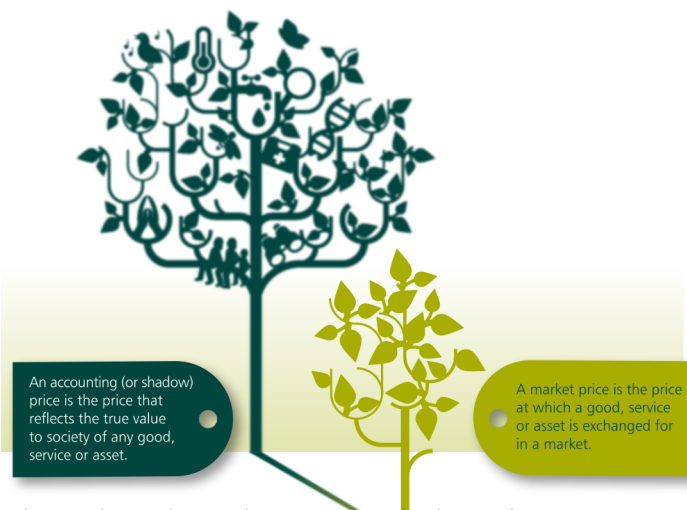 An accounting (or shadow)
price is the price that
reflects the true value
to society of any good,
service or asset.
A market price is the price
at which a good, service
or asset is exchanged for
in a market.